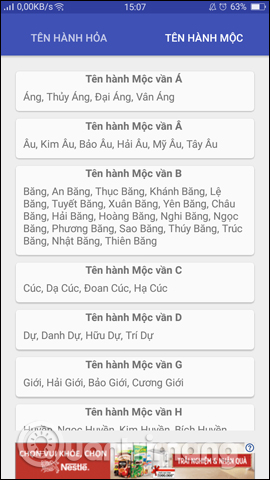 0,00KB/s 15:07 63%
TÊN HÀNH HỎA TÊN HÀNH MỘC
Tên hành Mộc vần Á
Áng, Thủy Áng, Đại Áng, Vân Áng
Tên hành Mộc vần Â
Âu, Kim Âu, Bảo Âu, Hải Âu, Mỹ Âu, Tây Âu
Tên hành Mộc vần B
Băng, An Băng, Thục Băng, Khánh Băng, Lệ
Băng, Tuyết Băng, Xuân Băng, Yên Băng, Châu
Băng, Hải Băng, Hoàng Băng, Nghi Băng, Ngọc
Băng, Phương Băng, Sao Băng, Thúy Băng, Trúc
Băng, Nhật Băng, Thiên Băng
Tên hành Mộc vần C
Cúc, Dạ Cúc, Đoan Cúc, Hạ Cúc
Tên hành Mộc vần D
Dự, Danh Dự, Hữu Dự, Trí Dự
Tên hành Mộc vần G
Giới, Hải Giới, Bảo Giới, Cương Giới
Tên hành Mộc vần H
Huyền, Ngọc Huyền, Kim Huyền, Bích Huyền
CHỌN VUI KHỎE, CHỌN
Nestlé.
TRẢI NGHIỆM & NHẬN QUÀ